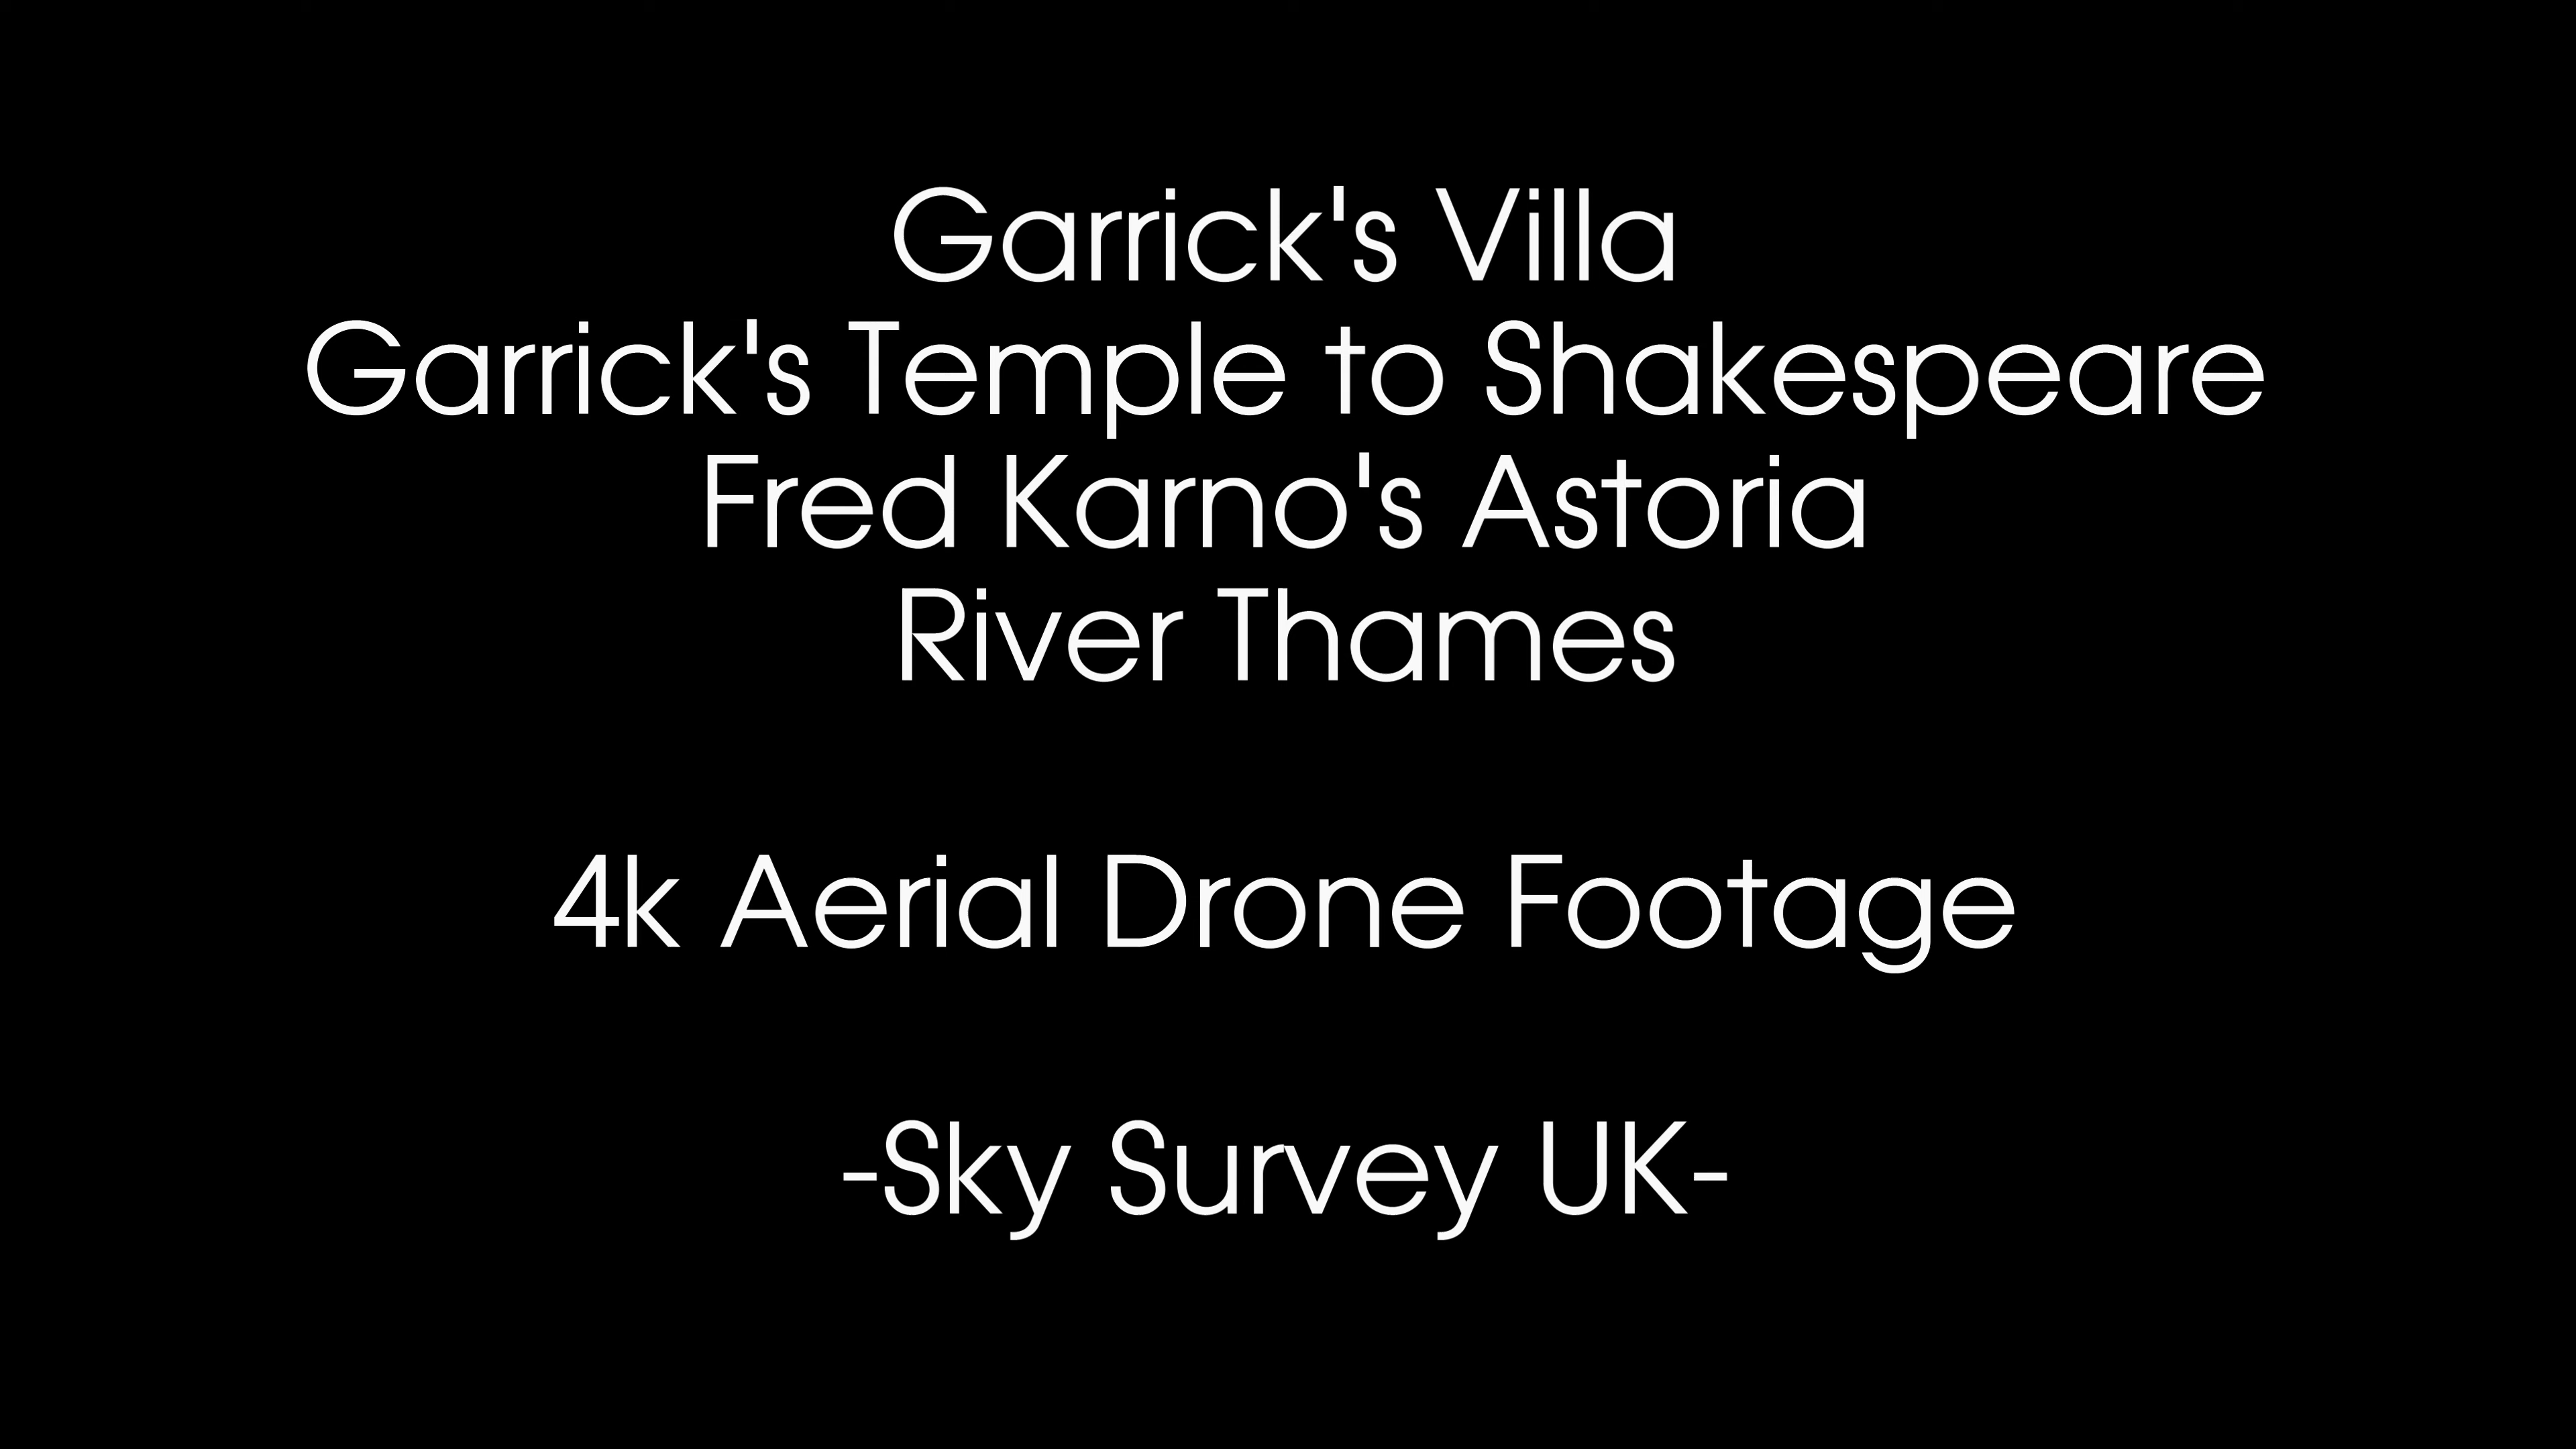 Garrick's Villa
Garrick's Temple to Shakespeare
Fred Karno's Astoria
River Thames
4k Aerial Drone Footage
-Sky Survey UK-